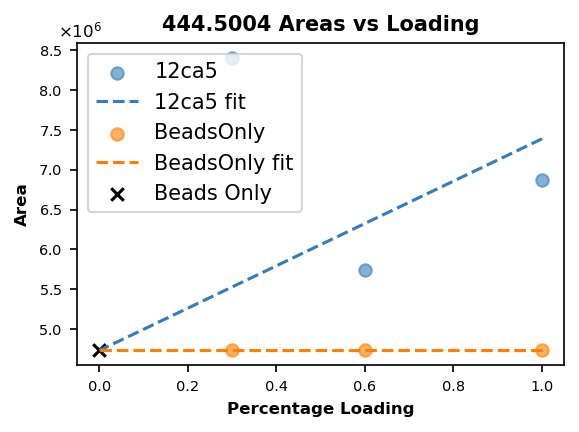 444.5004 Areas vs Loading
×10⁶
8.5
8.0
7.5
7.0
6.5
6.0
5.5
5.0
Area
12ca5
12ca5 fit
BeadsOnly
BeadsOnly fit
Beads Only
0.0 0.2 0.4 0.6 0.8 1.0
Percentage Loading